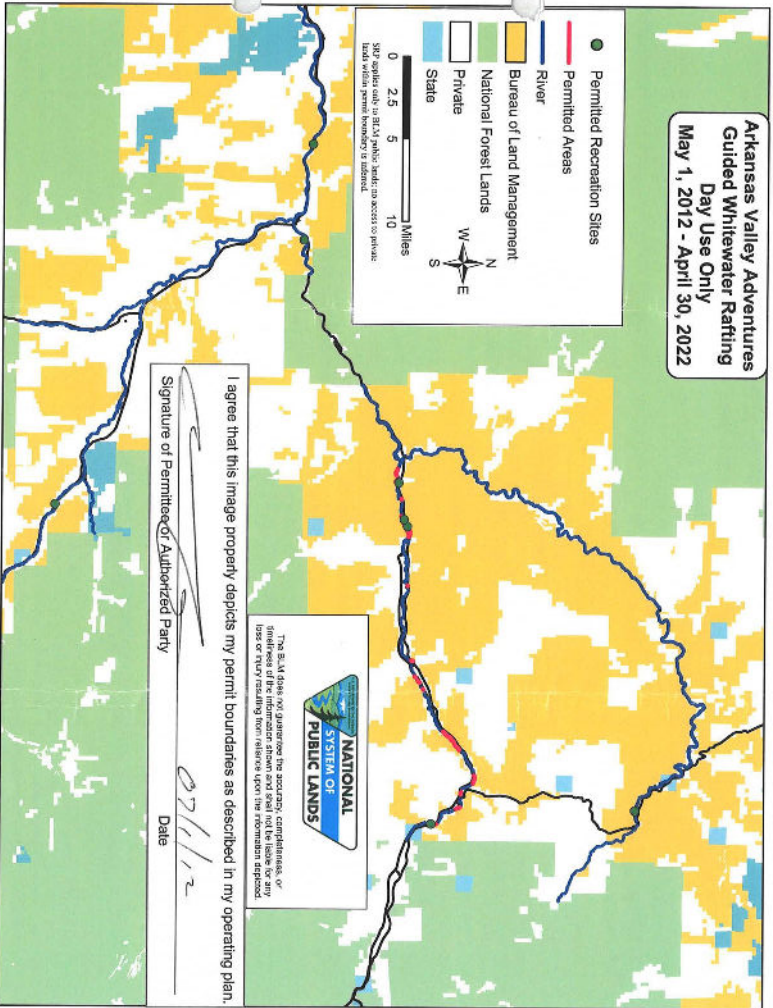 Arkansas Valley Adventures
Guided Whitewater Rafting
Day Use Only
May 1, 2012 - April 30, 2022
Permitted Recreation Sites
Permitted Areas
River
Bureau of Land Management
National Forest Lands
Private
State
N
W
E
S
0 2.5 5 10
Miles
SRP applies only to BLM public lands; no access to private
lands within permit boundary is inferred.
NATIONAL
SYSTEM OF
PUBLIC LANDS
The BLM does not guarantee the accuracy, completeness, or
timeliness of the information shown and shall not be liable for any
loss or injury resulting from reliance upon the information depicted.
I agree that this image properly depicts my permit boundaries as described in my operating plan.
Signature of Permittee or Authorized Party
Date